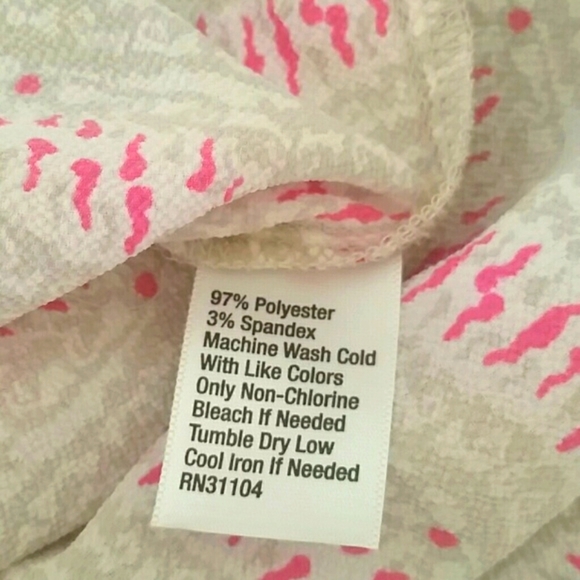 97% Polyester
3% Spandex
Machine Wash Cold
With Like Colors
Only Non-Chlorine
Bleach If Needed
Tumble Dry Low
Cool Iron If Needed
RN31104